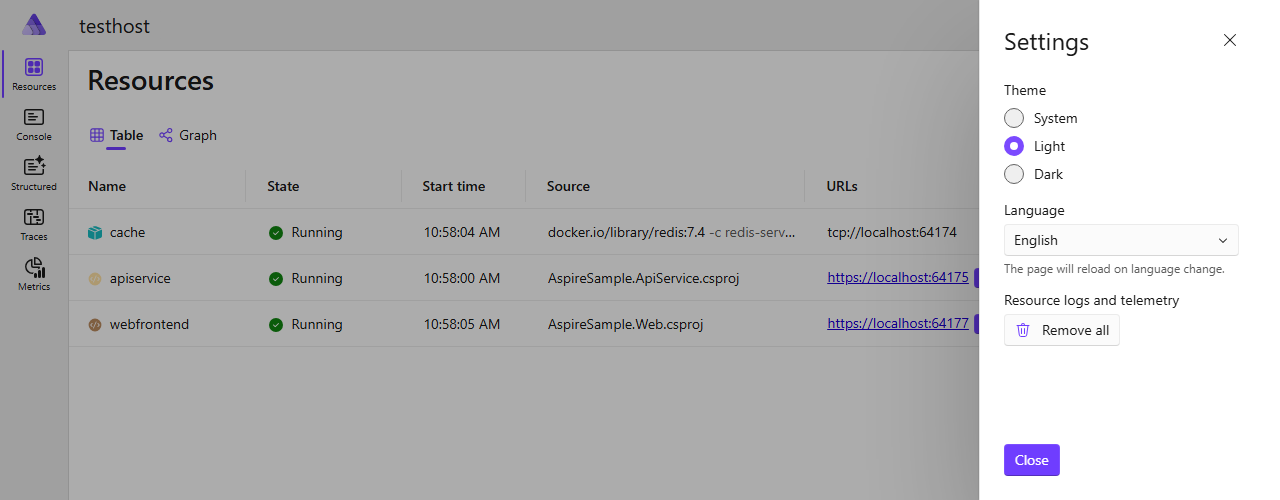 testhost
Resources
Console
Structured
Traces
Metrics
Resources
Table Graph
Name State Start time Source URLs
cache Running 10:58:04 AM docker.io/library/redis:7.4 -c redis-serv... tcp://localhost:64174
apiservice Running 10:58:00 AM AspireSample.ApiService.csproj https://localhost:64175
webfrontend Running 10:58:05 AM AspireSample.Web.csproj https://localhost:64177
Settings
Theme
System
Light
Dark
Language
English
The page will reload on language change.
Resource logs and telemetry
Remove all
Close